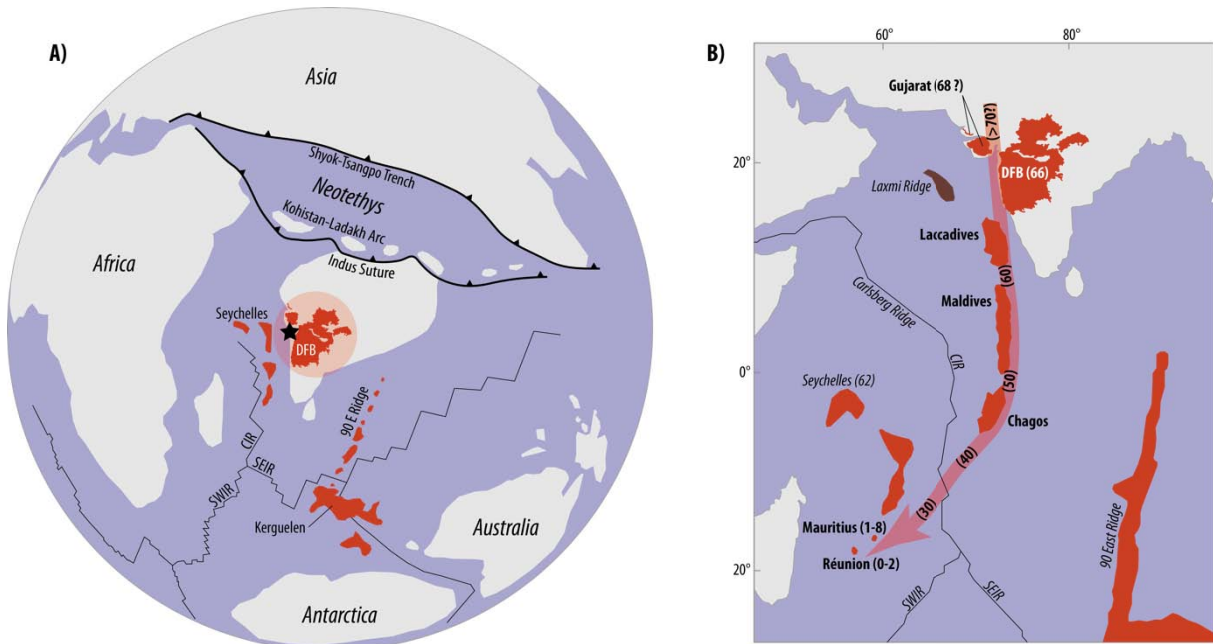 A)
Asia
Shyok-Tsangpo Trench
Neotethys
Kohistan-Ladakh Arc
Indus Suture
Africa
Seychelles
DFB
90 E Ridge
CIR
SEIR
SWIR
Kerguelen
Australia
Antarctica
B)
60°
80°
Gujarat (68 ?)
(>70?)
20°
DFB (66)
Laxmi Ridge
Laccadives
(60)
Carlsberg Ridge
Maldives
CIR
0°
Seychelles (62)
(50)
Chagos
(40)
(30)
Mauritius (1-8)
Réunion (0-2)
20°
SWIR
SEIR
90 East Ridge